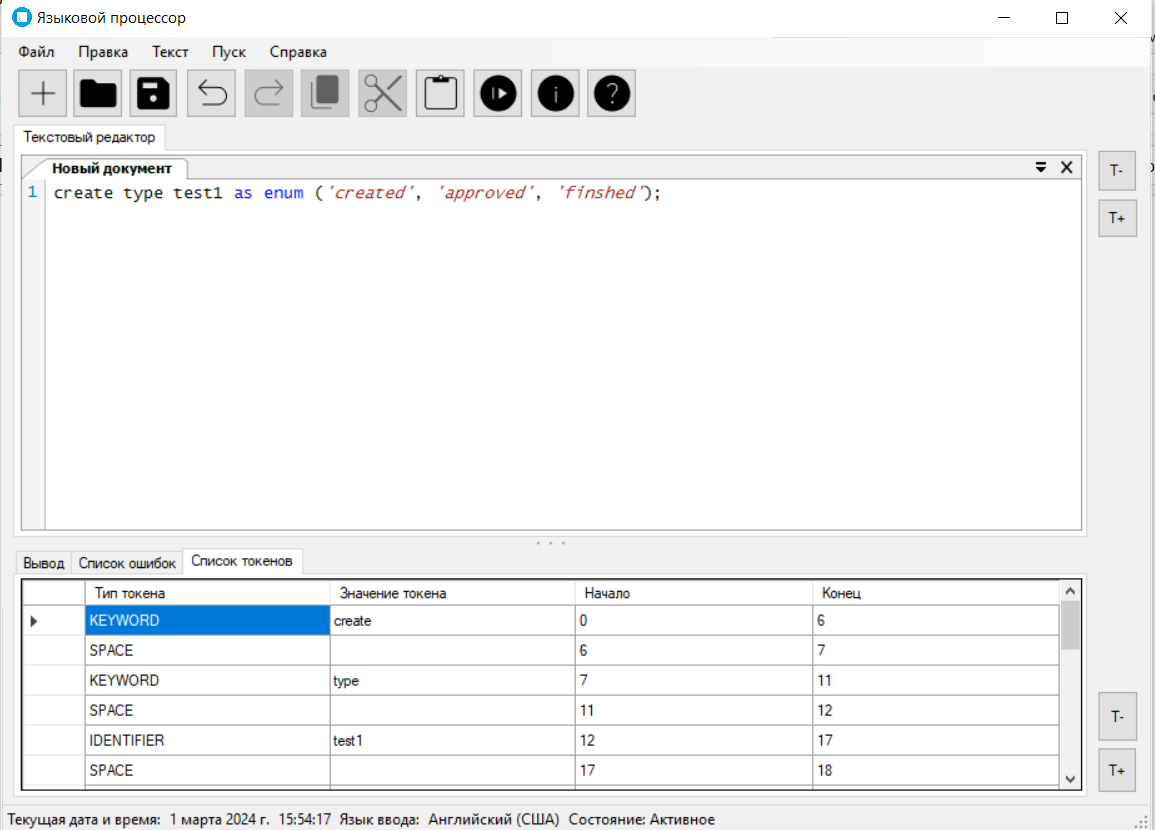 Языковой процессор
Файл Правка Текст Пуск Справка
Текстовый редактор
Новый документ
T-
1 create type test1 as enum ('created', 'approved', 'finshed');
T+
Вывод Список ошибок Список токенов
Тип токена Значение токена Начало Конец
KEYWORD create 0 6
SPACE 6 7
KEYWORD type 7 11
SPACE 11 12
T-
IDENTIFIER test1 12 17
SPACE 17 18
T+
Текущая дата и время: 1 марта 2024 г. 15:54:17 Язык ввода: Английский (США) Состояние: Активное